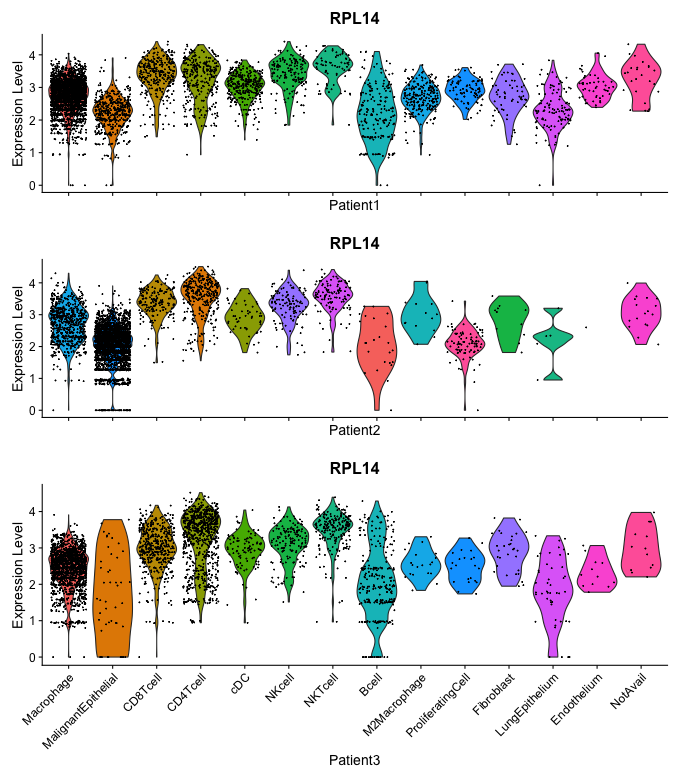 RPL14
Expression Level
4
3
2
1
0
Patient1
RPL14
Expression Level
4
3
2
1
0
Patient2
RPL14
Expression Level
4
3
2
1
0
Macrophage
MalignantEpithelial
CD8Tcell
CD4Tcell
cDC
NKcell
NKTcell
Bcell
M2Macrophage
ProliferatingCell
Fibroblast
LungEpithelium
Endothelium
NotAvail
Patient3